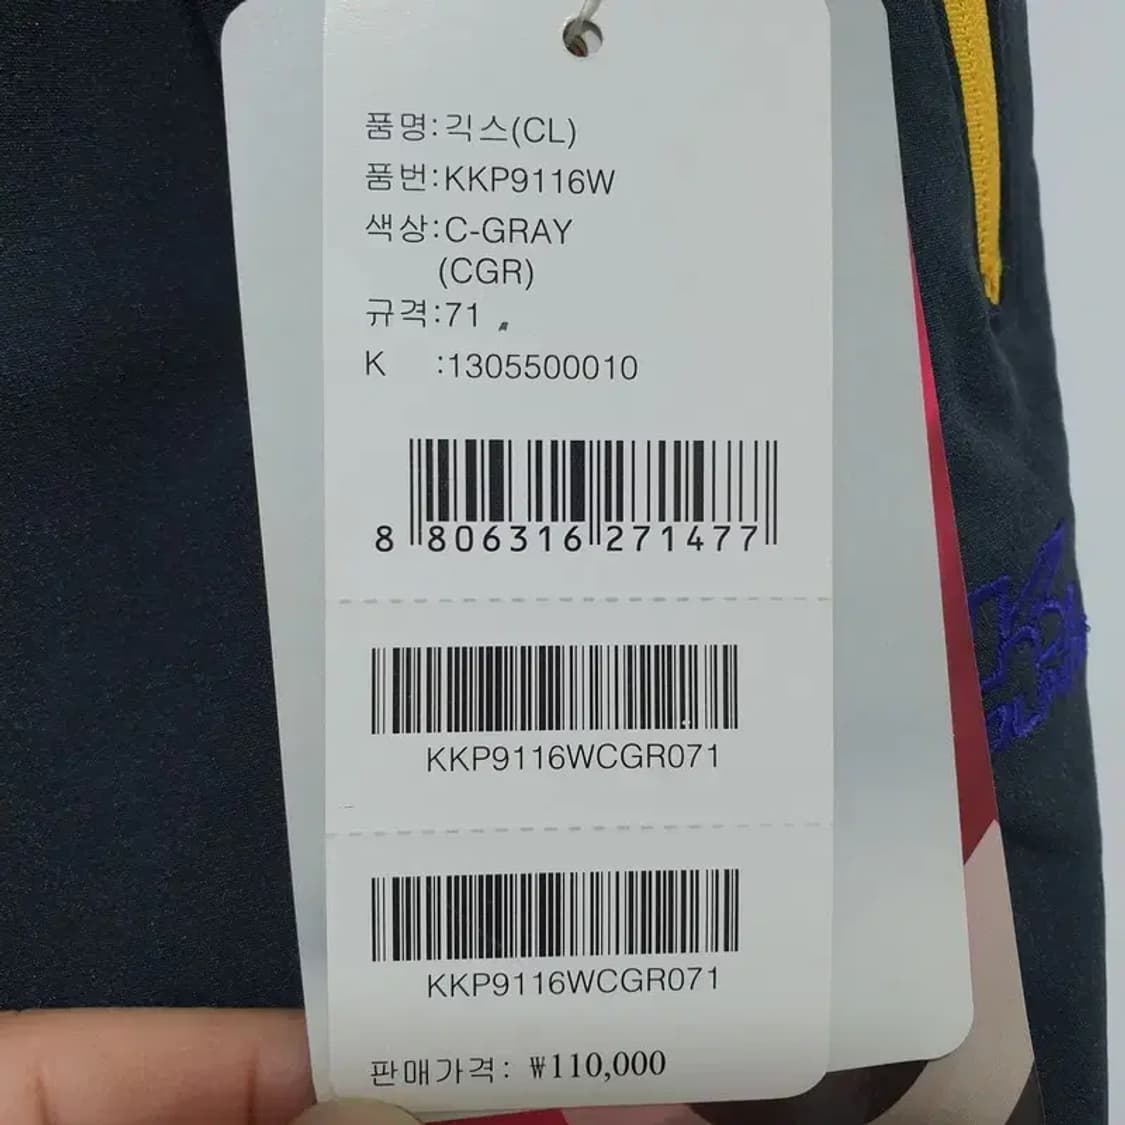 품명:긱스(CL)
품번:KKP9116W
색상:C-GRAY
(CGR)
규격:71
K :1305500010
8 806316 271477
KKP9116WCGR071
KKP9116WCGR071
판매가격: ₩110,000